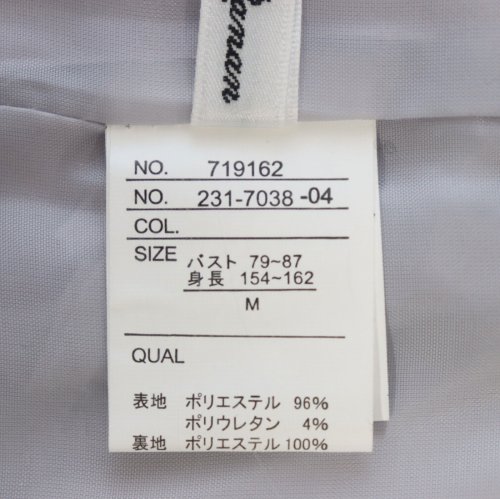 NO. 719162
NO. 231-7038 -04
COL.
SIZE バスト 79~87
身長 154~162
M
QUAL
表地 ポリエステル 96%
ポリウレタン 4%
裏地 ポリエステル 100%